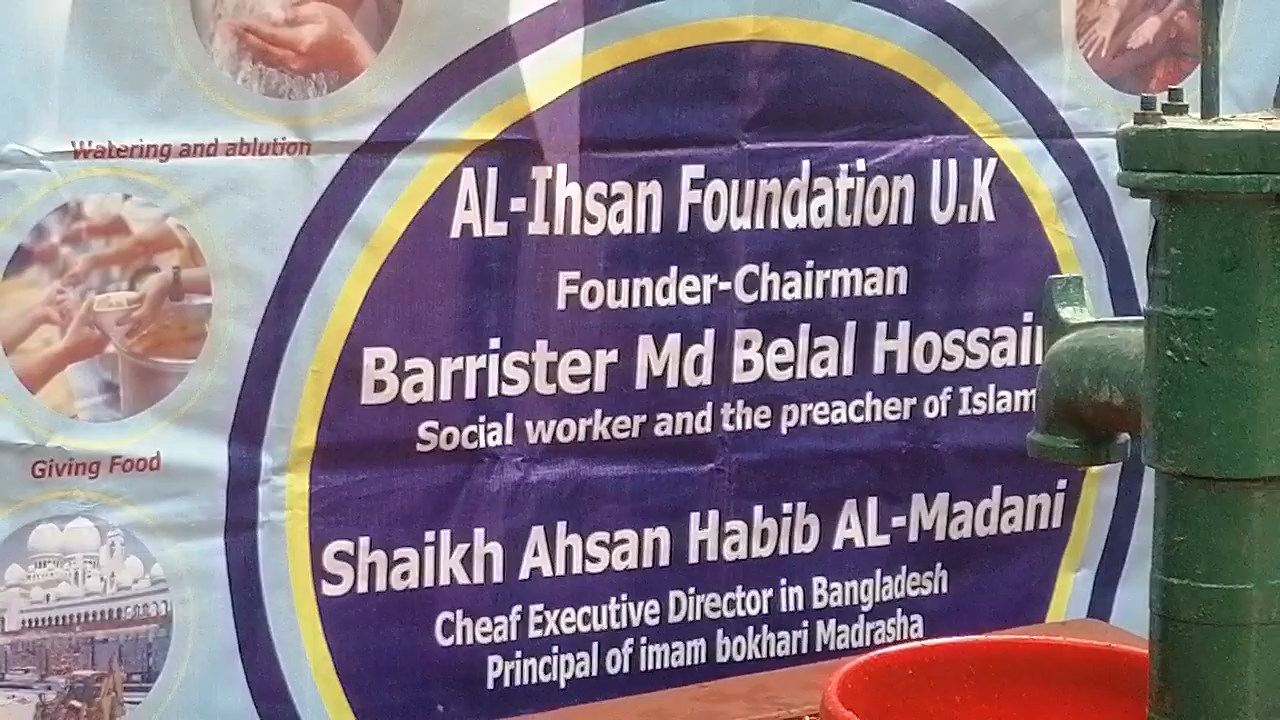 Watering and ablution
Giving Food
AL-Ihsan Foundation U.K
Founder-Chairman
Barrister Md Belal Hossain
Social worker and the preacher of Islam
Shaikh Ahsan Habib AL-Madani
Cheaf Executive Director in Bangladesh
Principal of imam bokhari Madrasha